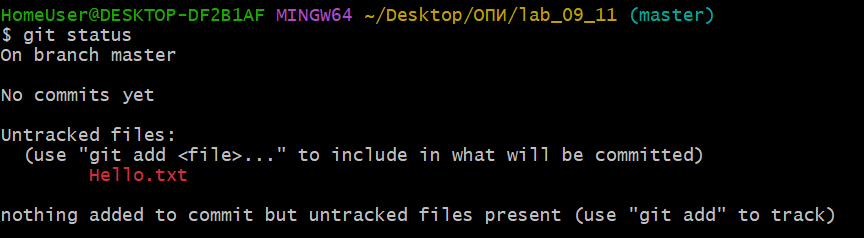 HomeUser@DESKTOP-DF2B1AF MINGW64 ~/Desktop/ОПИ/lab_09_11 (master)
$ git status
On branch master
No commits yet
Untracked files:
(use "git add <file>..." to include in what will be committed)
Hello.txt
nothing added to commit but untracked files present (use "git add" to track)